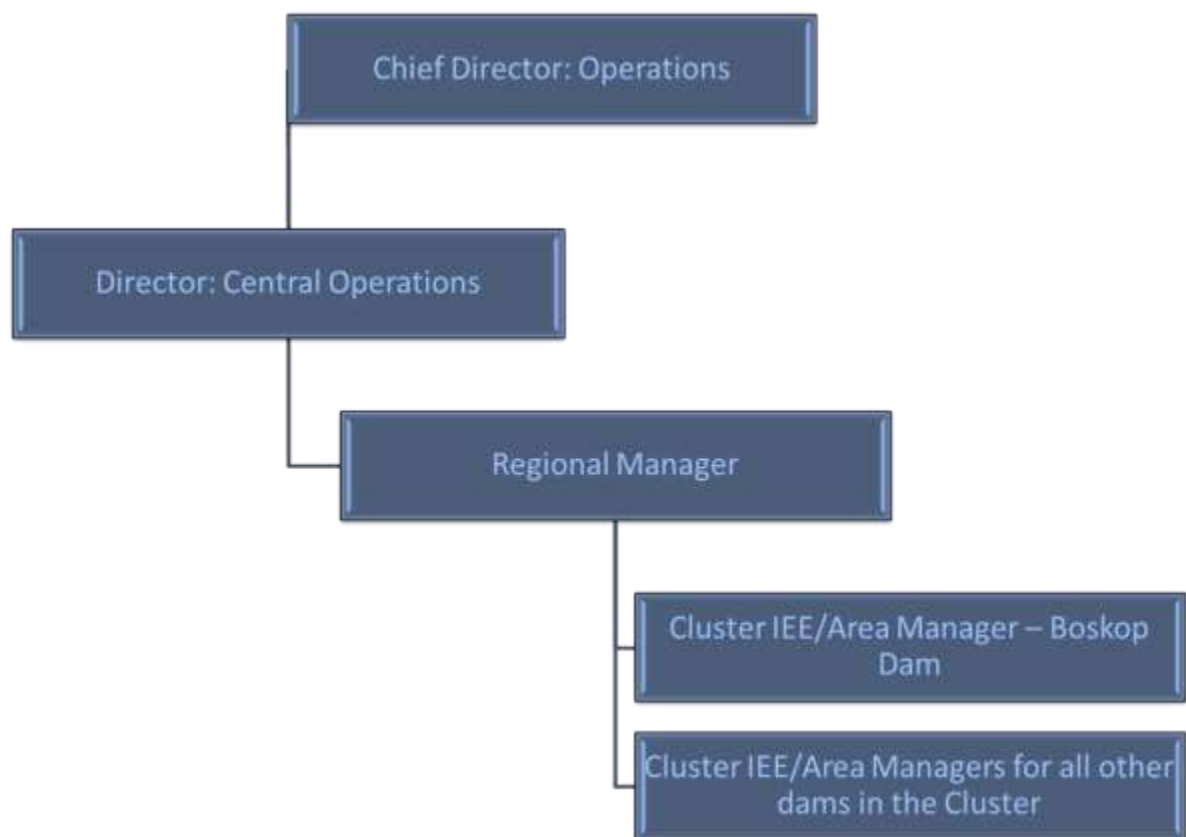 Chief Director: Operations
Director: Central Operations
Regional Manager
Cluster IEE/Area Manager – Boskop
Dam
Cluster IEE/Area Managers for all other
dams in the Cluster